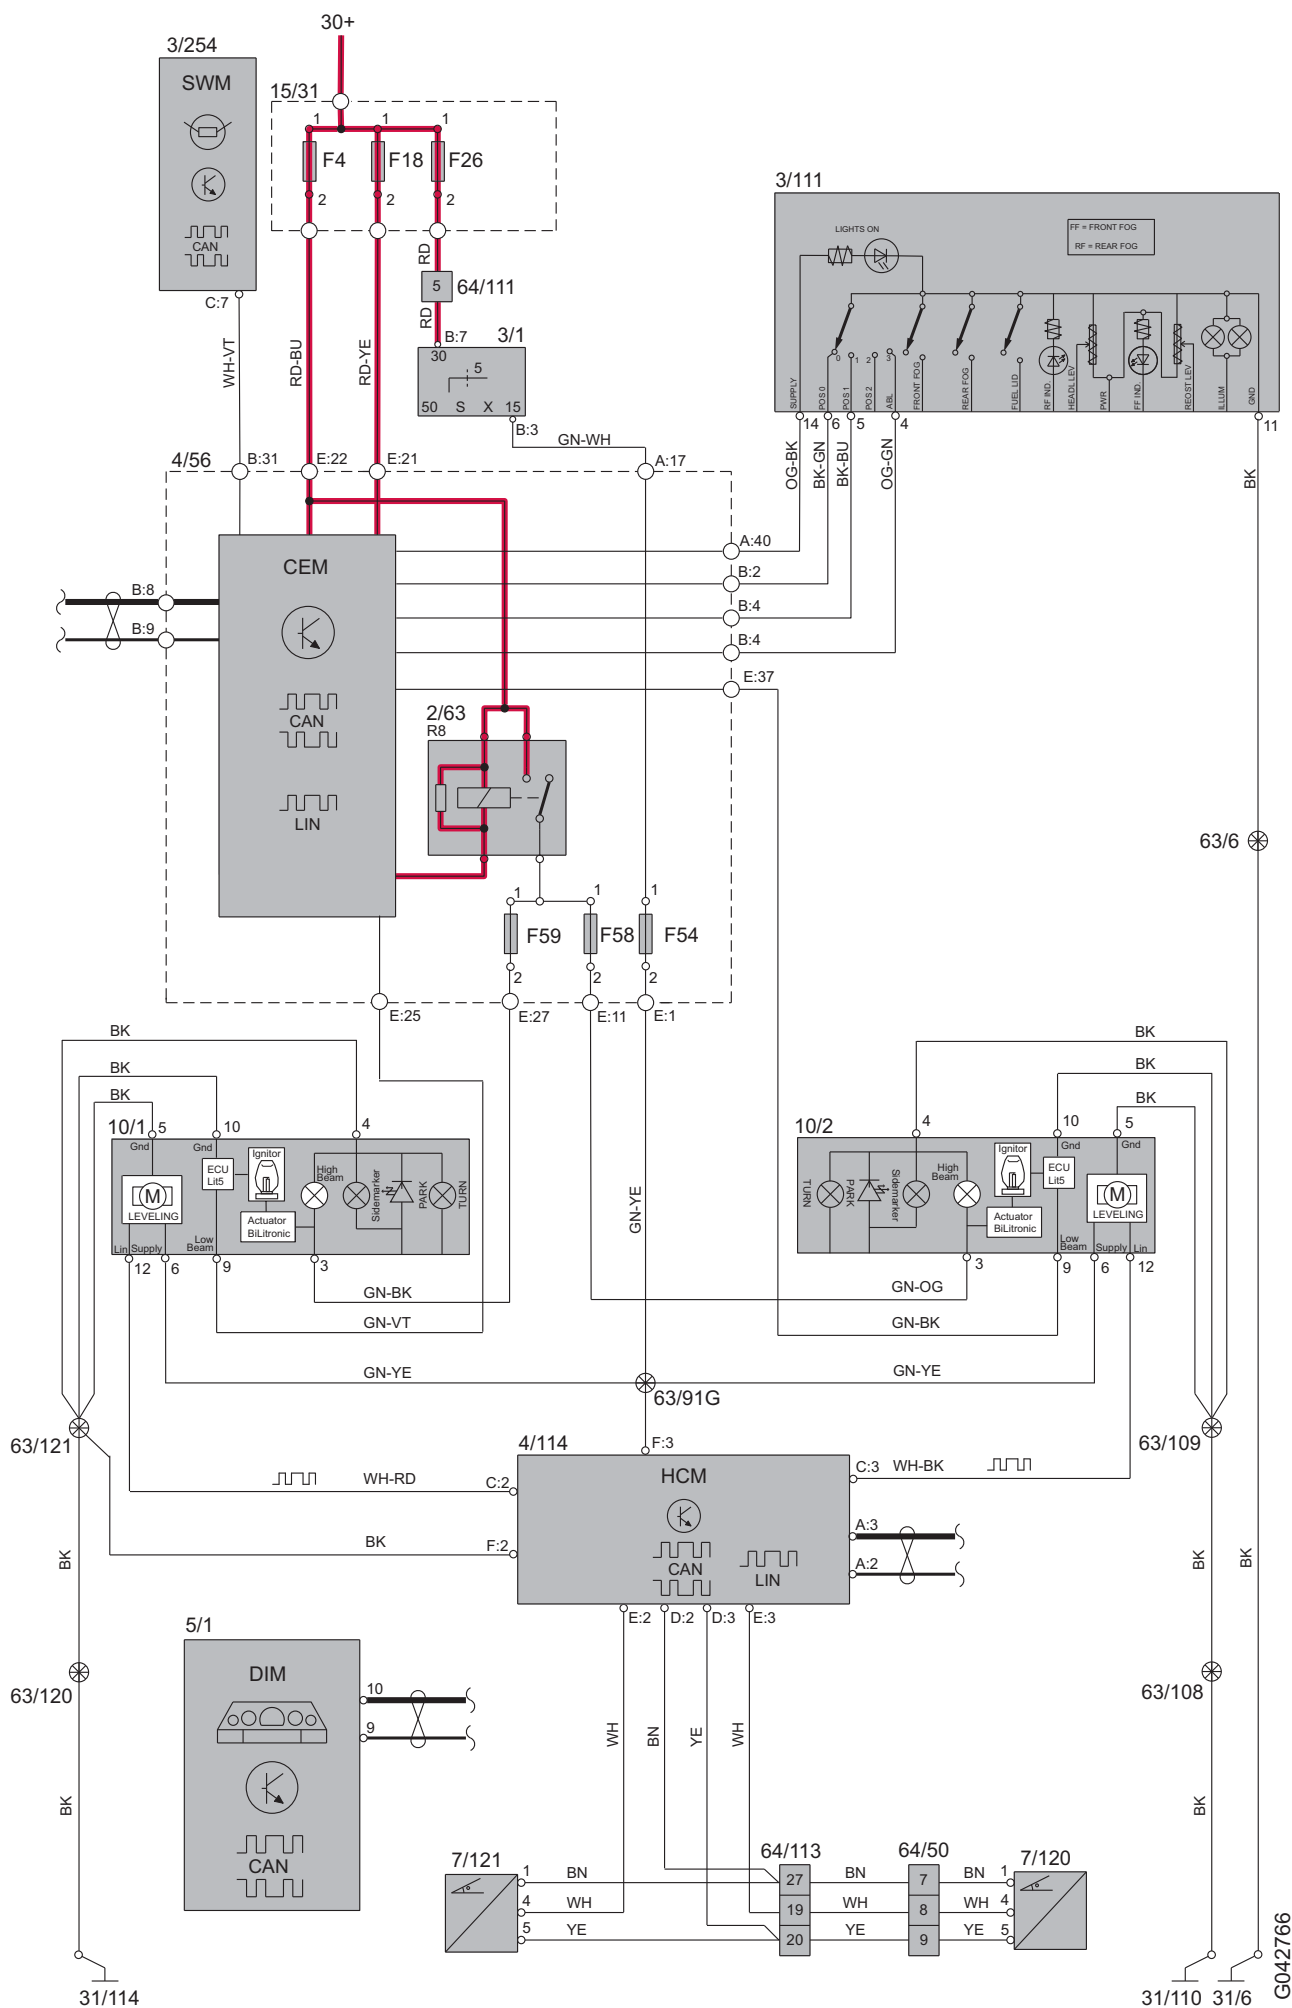 30+
3/254
SWM
CAN
C:7
WH-VT
15/31
1
1
1
F4
F18
F26
2
2
2
RD
5
64/111
RD
B:7
3/1
30
5
50 S X 15
B:3
GN-WH
RD-BU
RD-YE
3/111
LIGHTS ON
FF = FRONT FOG
RF = REAR FOG
0
1
2
3
SUPPLY
POS 0
POS 1
POS 2
ABL
FRONT FOG
REAR FOG
FUEL LID
RF IND.
HEADL LEV
PWR
FF IND.
REOST LEV
ILLUM
GND
14
6
5
4
11
OG-BK
BK-GN
BK-BU
OG-GN
BK
4/56
B:31
E:22
E:21
A:17
A:40
B:2
B:4
B:4
E:37
CEM
CAN
LIN
B:8
B:9
2/63
R8
1
1
1
F59
F58
F54
2
2
2
E:25
E:27
E:11
E:1
63/6
BK
BK
BK
10/1
5
10
4
Gnd
Gnd
ECU
Lit5
Ignitor
High
Beam
Sidemarker
PARK
TURN
M
LEVELING
Actuator
BiLitronic
Lin
Supply
Low
Beam
12
6
9
3
GN-BK
GN-VT
GN-YE
GN-YE
BK
BK
BK
10/2
4
10
5
TURN
PARK
Sidemarker
High
Beam
Ignitor
Gnd
ECU
Lit5
Gnd
M
LEVELING
Actuator
BiLitronic
Low
Beam
Supply
Lin
3
9
6
12
GN-OG
GN-BK
GN-YE
63/91G
63/121
63/109
4/114
F:3
HCM
CAN
LIN
C:2
WH-RD
F:2
BK
C:3
WH-BK
A:3
A:2
E:2
D:2
D:3
E:3
BK
BK
BK
5/1
DIM
CAN
10
9
63/120
63/108
WH
BN
YE
WH
BK
BK
7/121
1
4
5
BN
WH
YE
64/113
27
19
20
BN
WH
YE
64/50
7
8
9
BN
WH
YE
7/120
1
4
5
31/114
31/110
31/6
G042766